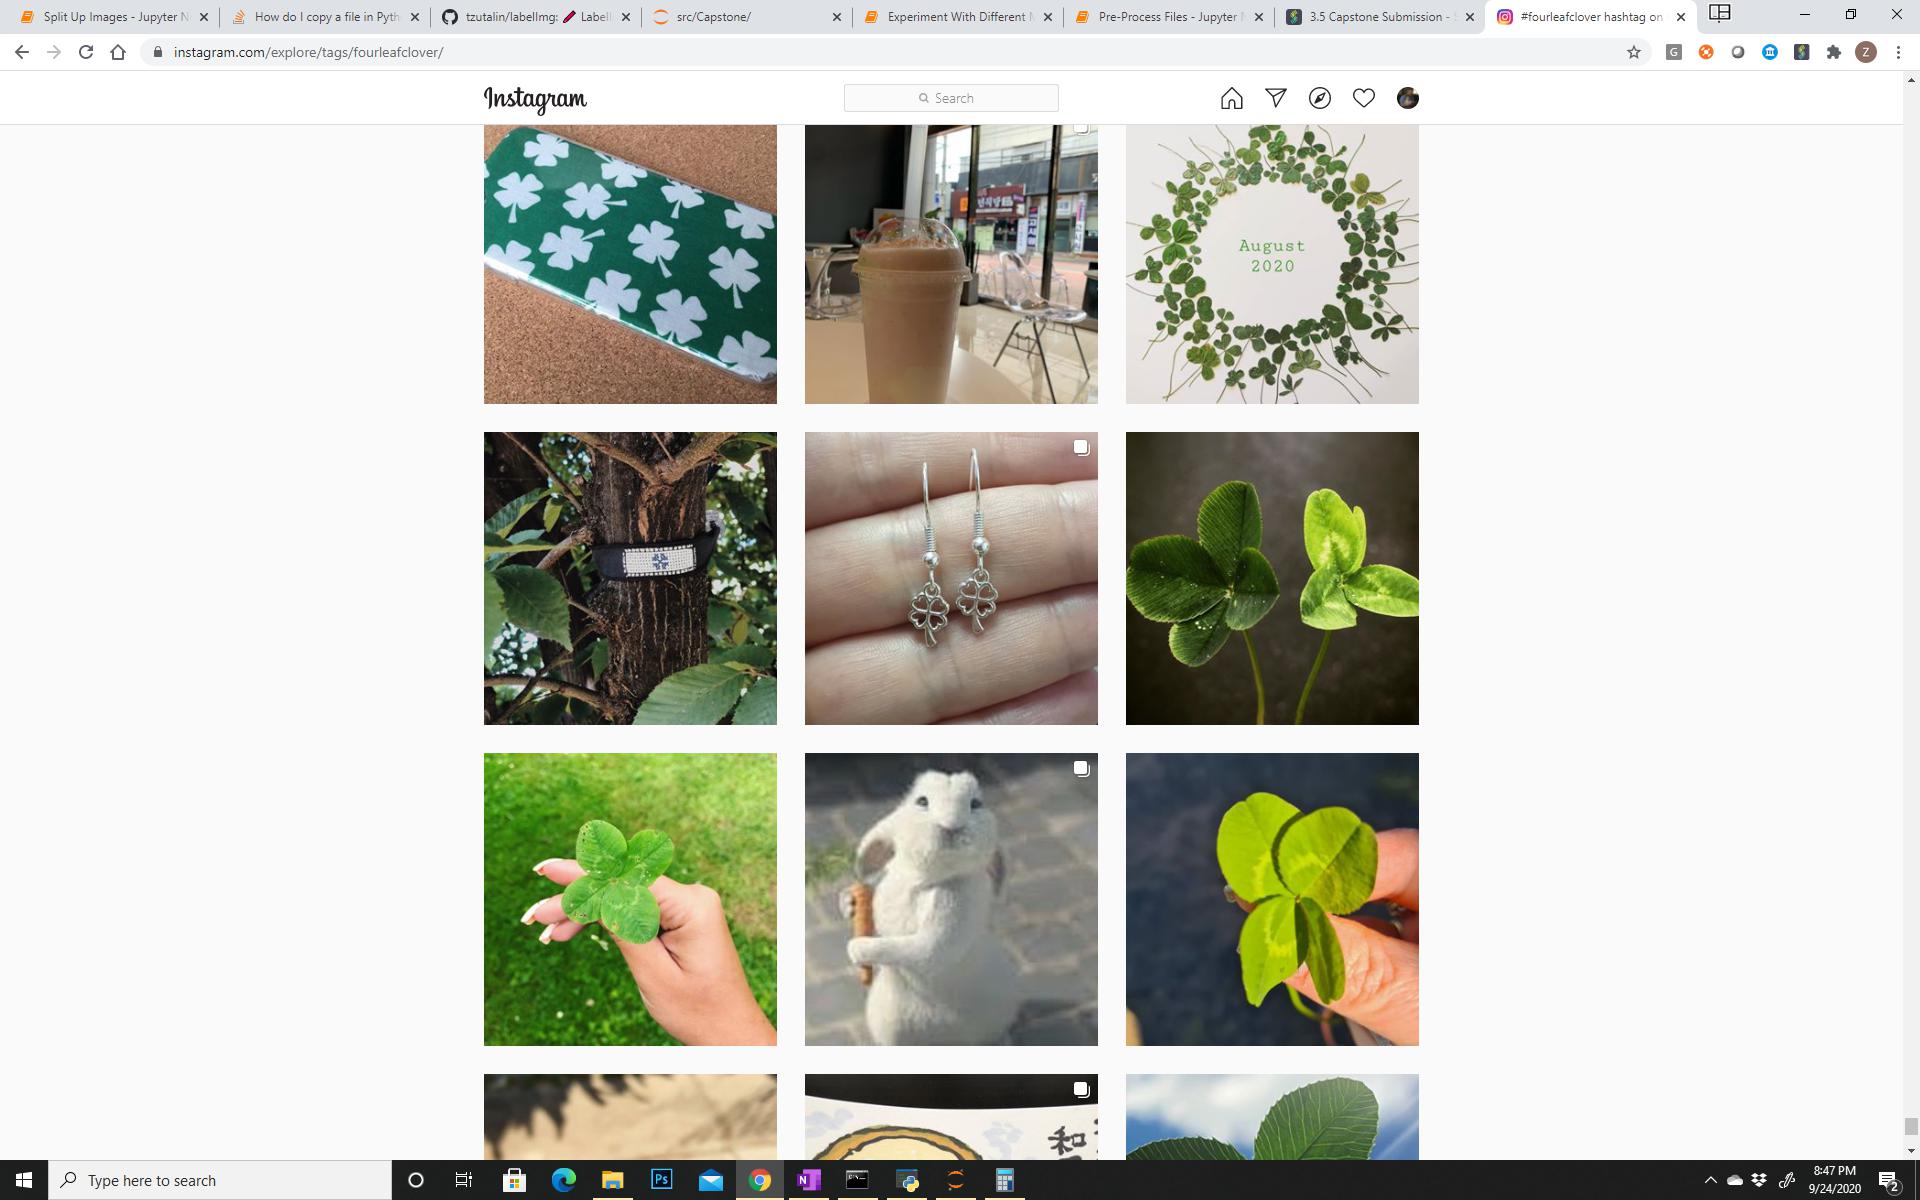 Split Up Images - Jupyter N
How do I copy a file in Pyth
tzutalin/labelImg: 🖍 Label
src/Capstone/
Experiment With Different M
Pre-Process Files - Jupyter N
3.5 Capstone Submission - S
#fourleafclover hashtag on
instagram.com/explore/tags/fourleafclover/
G
Z
Instagram
Search
August
2020
和
Type here to search
Ps
N
8:47 PM
9/24/2020
2